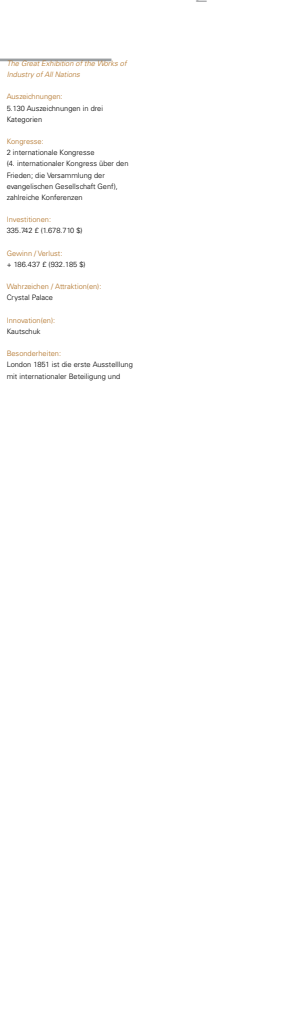 The Great Exhibition of the Works of
Industry of All Nations
Auszeichnungen:
5.130 Auszeichnungen in drei
Kategorien
Kongresse:
2 internationale Kongresse
(4. internationaler Kongress über den
Frieden; die Versammlung der
evangelischen Gesellschaft Genf),
zahlreiche Konferenzen
Investitionen:
335.742 £ (1.678.710 $)
Gewinn / Verlust:
+ 186.437 £ (932.185 $)
Wahrzeichen / Attraktion(en):
Crystal Palace
Innovation(en):
Kautschuk
Besonderheiten:
London 1851 ist die erste Ausstelllung
mit internationaler Beteiligung und